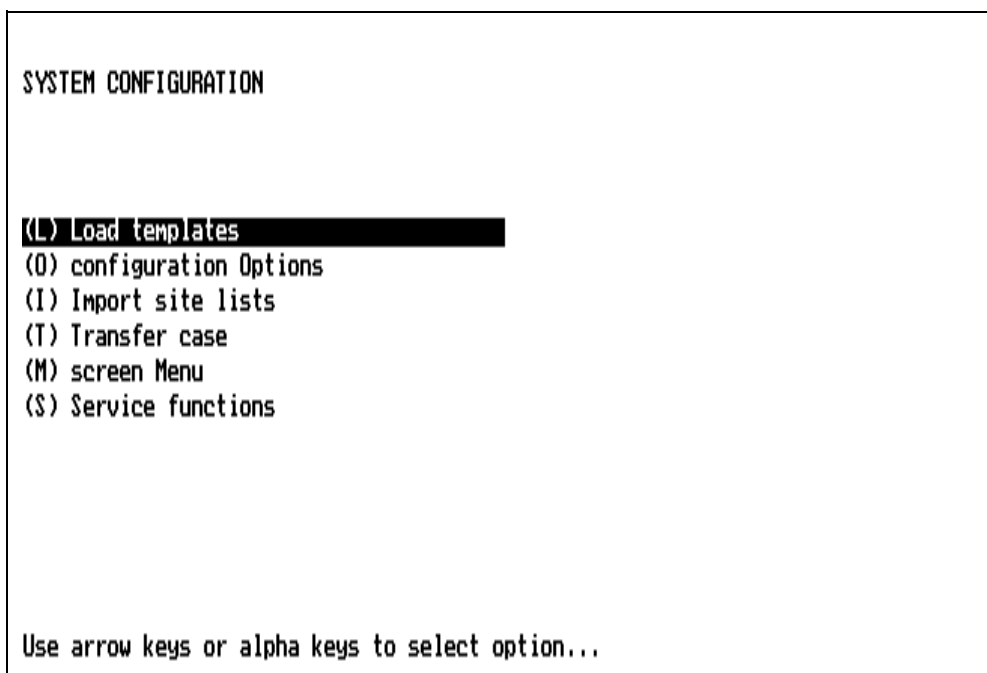 SYSTEM CONFIGURATION
(L) Load templates
(O) configuration Options
(I) Import site lists
(T) Transfer case
(M) screen Menu
(S) Service functions
Use arrow keys or alpha keys to select option...